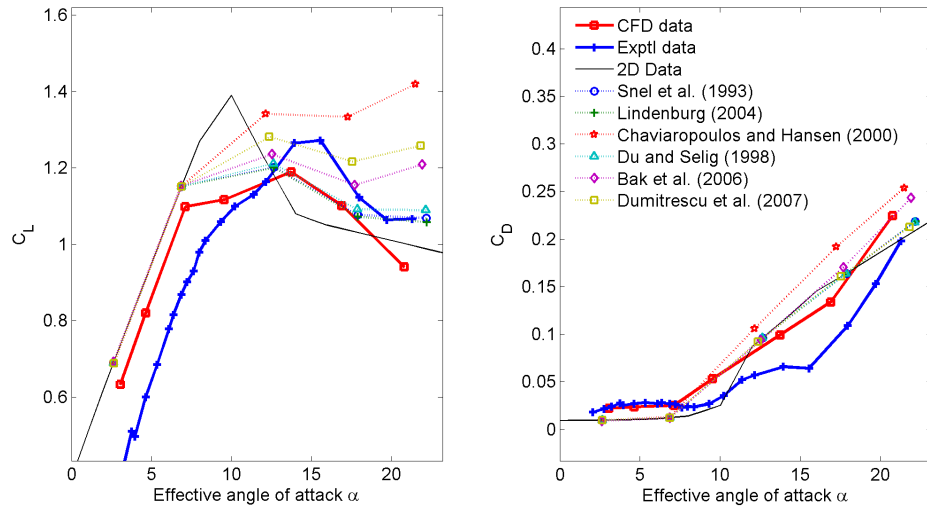 1.6
1.4
1.2
1
0.8
0.6
C_L
0
5
10
15
20
Effective angle of attack α
0.4
0.35
0.3
0.25
0.2
0.15
0.1
0.05
0
C_D
0
5
10
15
20
Effective angle of attack α
CFD data
Exptl data
2D Data
Snel et al. (1993)
Lindenburg (2004)
Chaviaropoulos and Hansen (2000)
Du and Selig (1998)
Bak et al. (2006)
Dumitrescu et al. (2007)